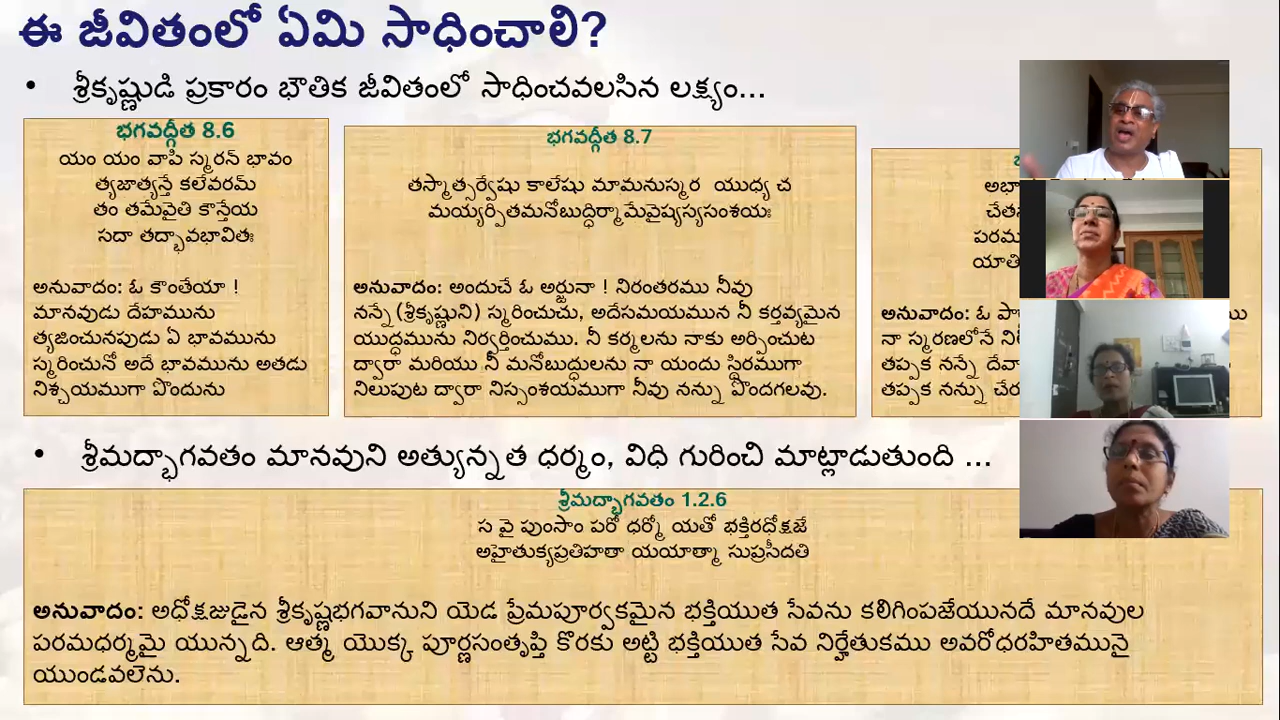 ఈ జీవితంలో ఏమి సాధించాలి?
• శ్రీకృష్ణుడి ప్రకారం భౌతిక జీవితంలో సాధించవలసిన లక్ష్యం...
భగవద్గీత 8.6
యం యం వాపి స్మరన్ భావం
త్యజాత్యన్తే కలేవరమ్
తం తమేవైతి కౌన్తేయ
సదా తద్భావభావితః
అనువాదం: ఓ కౌంతేయా !
మానవుడు దేహమును
త్యజించునపుడు ఏ భావమును
స్మరించునో అదే భావమును అతడు
నిశ్చయముగా పొందును
భగవద్గీత 8.7
తస్మాత్సర్వేషు కాలేషు మామనుస్మర యుధ్య చ
మయ్యర్పితమనోబుద్ధిర్మామేవైష్యస్యసంశయః
అనువాదం: అందుచే ఓ అర్జునా ! నిరంతరము నీవు
నన్నే (శ్రీకృష్ణుని) స్మరించుచు, అదేసమయమున నీ కర్తవ్యమైన
యుద్ధమును నిర్వర్తించుము. నీ కర్మలను నాకు అర్పించుట
ద్వారా మరియు నీ మనోబుద్ధులను నా యందు స్థిరముగా
నిలుపుట ద్వారా నిస్సంశయముగా నీవు నన్ను పొందగలవు.
అనువాదం: ఓ
నా స్మరణలోనే
తప్పక నన్నే
తప్పక నన్ను
• శ్రీమద్భాగవతం మానవుని అత్యున్నత ధర్మం, విధి గురించి మాట్లాడుతుంది ...
శ్రీమద్భాగవతం 1.2.6
స వై పుంసాం పరో ధర్మో యతో భక్తిరదోక్షజే
అహైతుక్యప్రతిహతా యయాత్మా సుప్రసీదతి
అనువాదం: అధోక్షజుడైన శ్రీకృష్ణభగవానుని యెడ ప్రేమపూర్వకమైన భక్తియుత సేవను కలిగింపజేయునదే మానవుల
పరమధర్మమై యున్నది. ఆత్మ యొక్క పూర్ణసంతృప్తి కొరకు అట్టి భక్తియుత సేవ నిర్హేతుకము అవరోధరహితమునై
యుండవలెను.